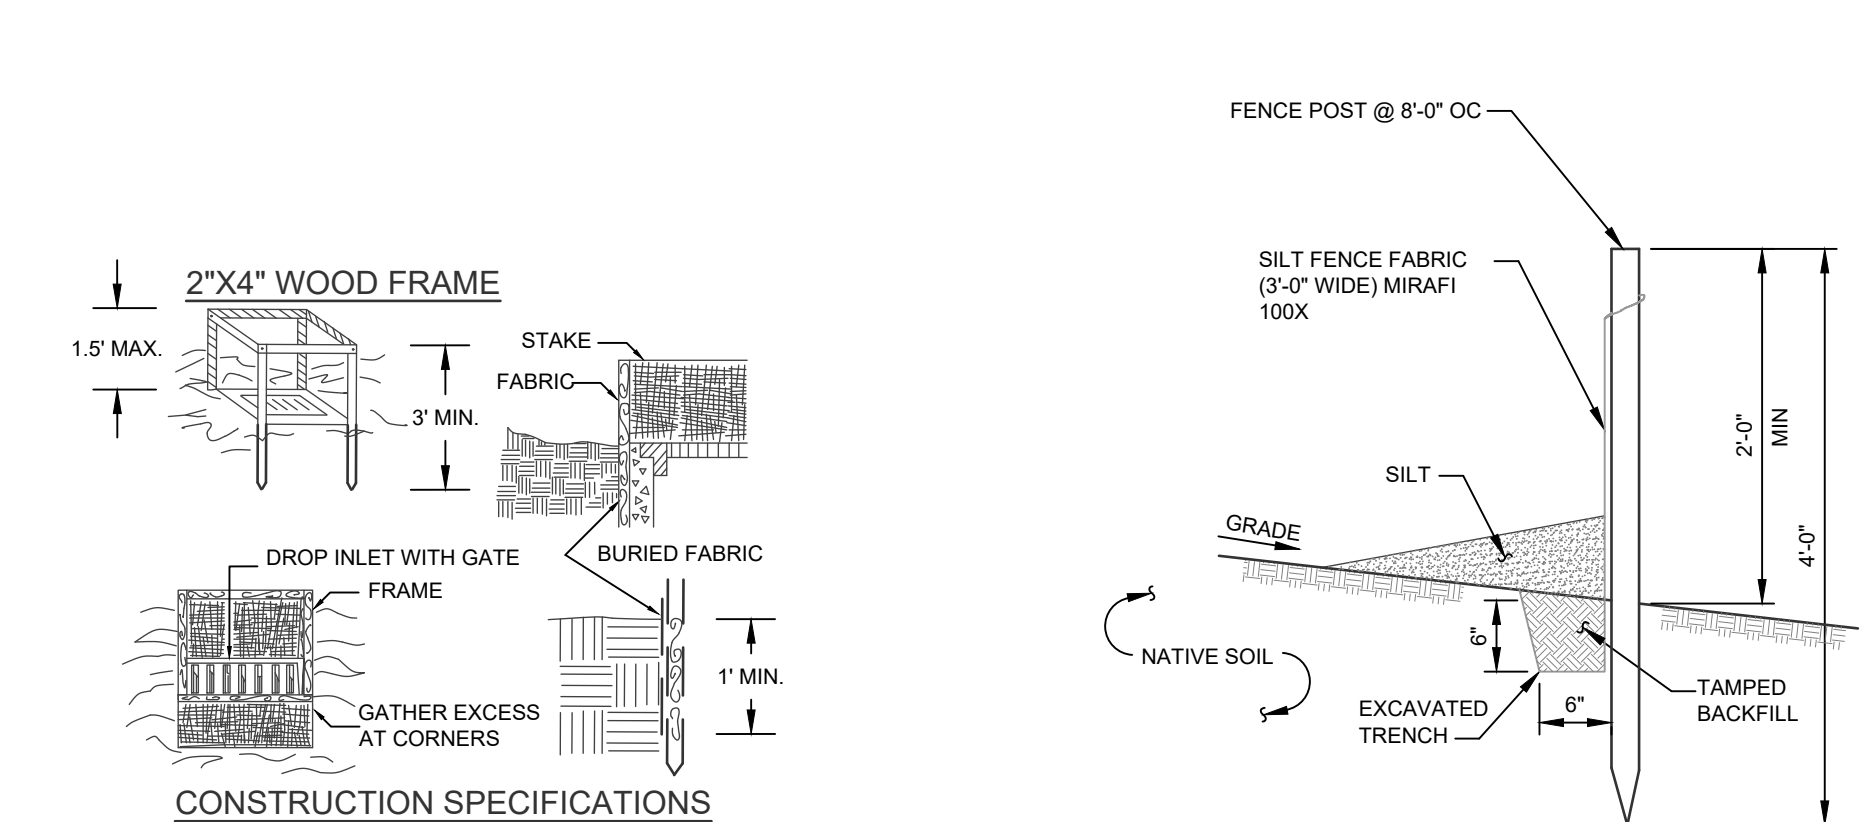 2"X4" WOOD FRAME
1.5' MAX.
3' MIN.
STAKE
FABRIC
BURIED FABRIC
DROP INLET WITH GATE
FRAME
1' MIN.
GATHER EXCESS
AT CORNERS
CONSTRUCTION SPECIFICATIONS
FENCE POST @ 8'-0" OC
SILT FENCE FABRIC
(3'-0" WIDE) MIRAFI
100X
2'-0"
MIN
4'-0"
SILT
GRADE
6"
NATIVE SOIL
EXCAVATED
TRENCH
6"
TAMPED
BACKFILL